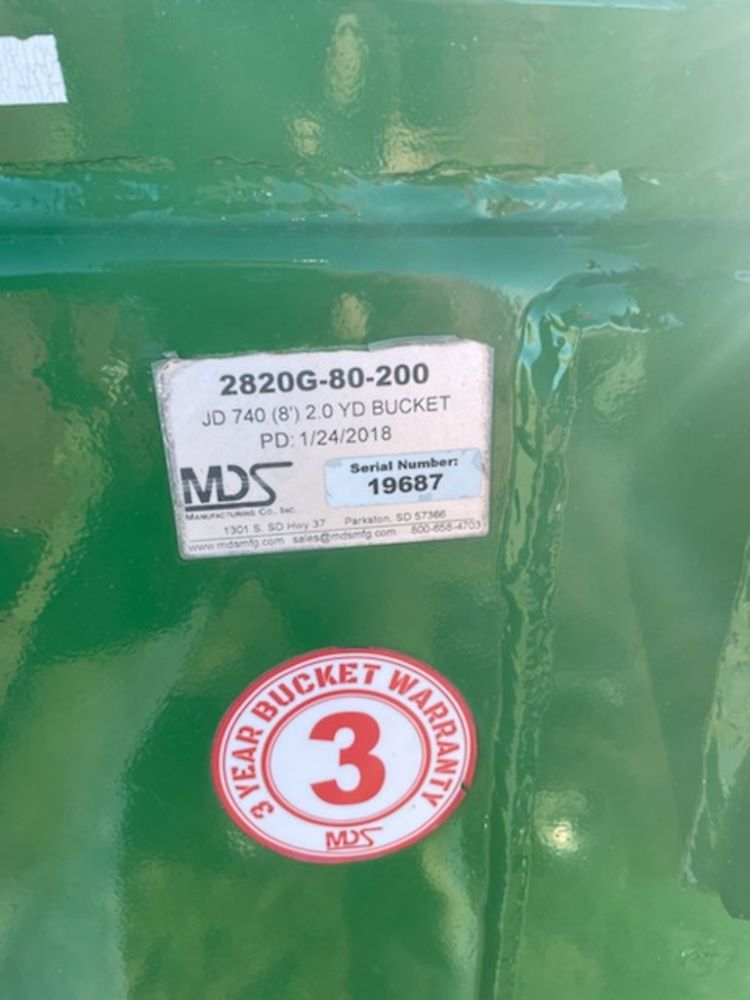 2820G-80-200
JD 740 (8') 2.0 YD BUCKET
PD: 1/24/2018
MDS
MANUFACTURING CO., INC.
Serial Number:
19687
1301 S. SD Hwy 37 Parkston, SD 57366
www.mdsmfg.com sales@mdsmfg.com 800-658-4703
3 YEAR BUCKET WARRANTY
3
MDS